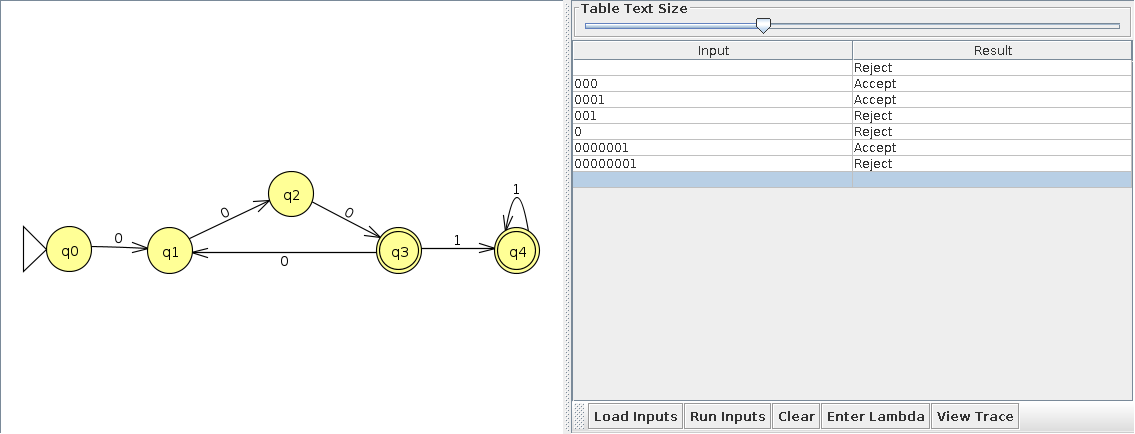 Table Text Size
Input Result
Reject
000 Accept
0001 Accept
001 Reject
0 Reject
0000001 Accept
00000001 Reject
1
q2
0 0
q0 0 q1 0 q3 1 q4
Load Inputs Run Inputs Clear Enter Lambda View Trace